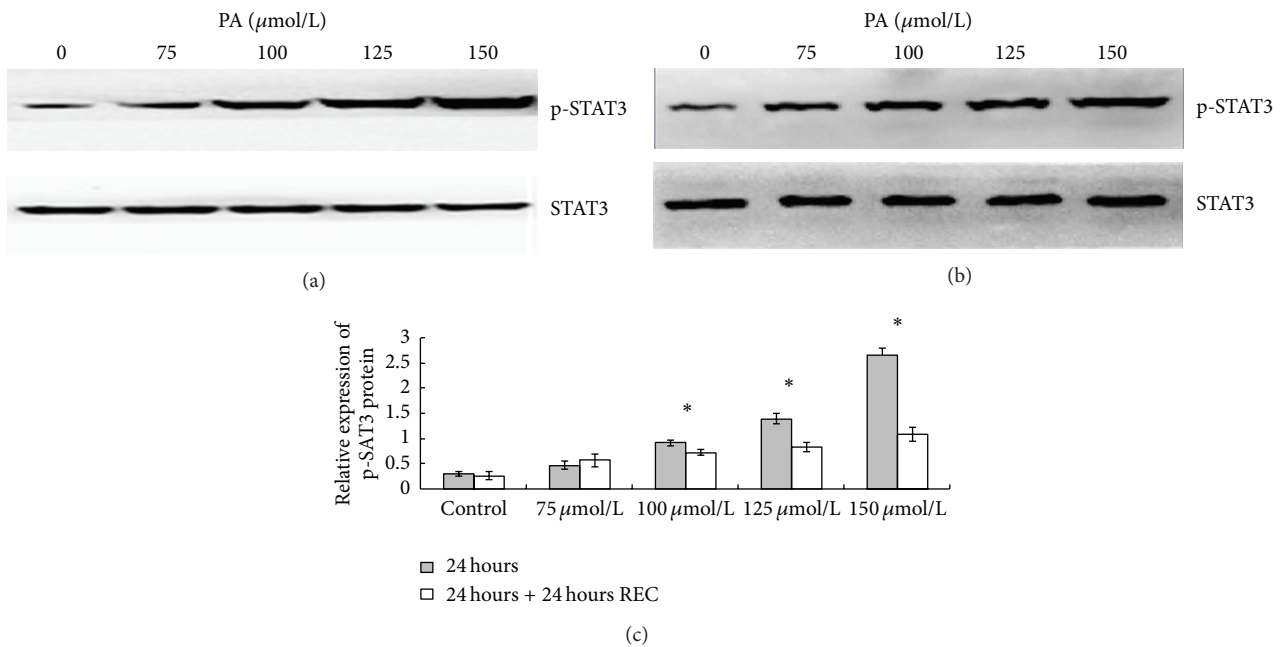 PA (μmol/L)
0 75 100 125 150
p-STAT3
STAT3
(a)
PA (μmol/L)
0 75 100 125 150
p-STAT3
STAT3
(b)
Relative expression of
p-SAT3 protein
3
2.5
2
1.5
1
0.5
0
* * *
Control 75 μmol/L 100 μmol/L 125 μmol/L 150 μmol/L
24 hours
24 hours + 24 hours REC
(c)